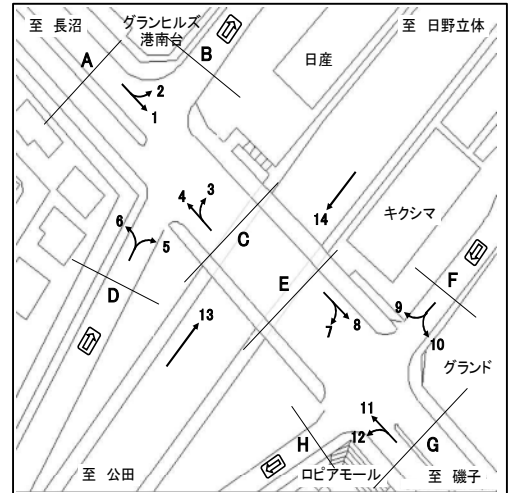 至 長沼
グランヒルズ
港南台
至 日野立体
A
B
日産
2
1
4
3
C
14
キクシマ
6
5
D
E
F
13
7
8
9
10
グランド
11
12
H
G
至 公田
ロピアモール
至 磯子